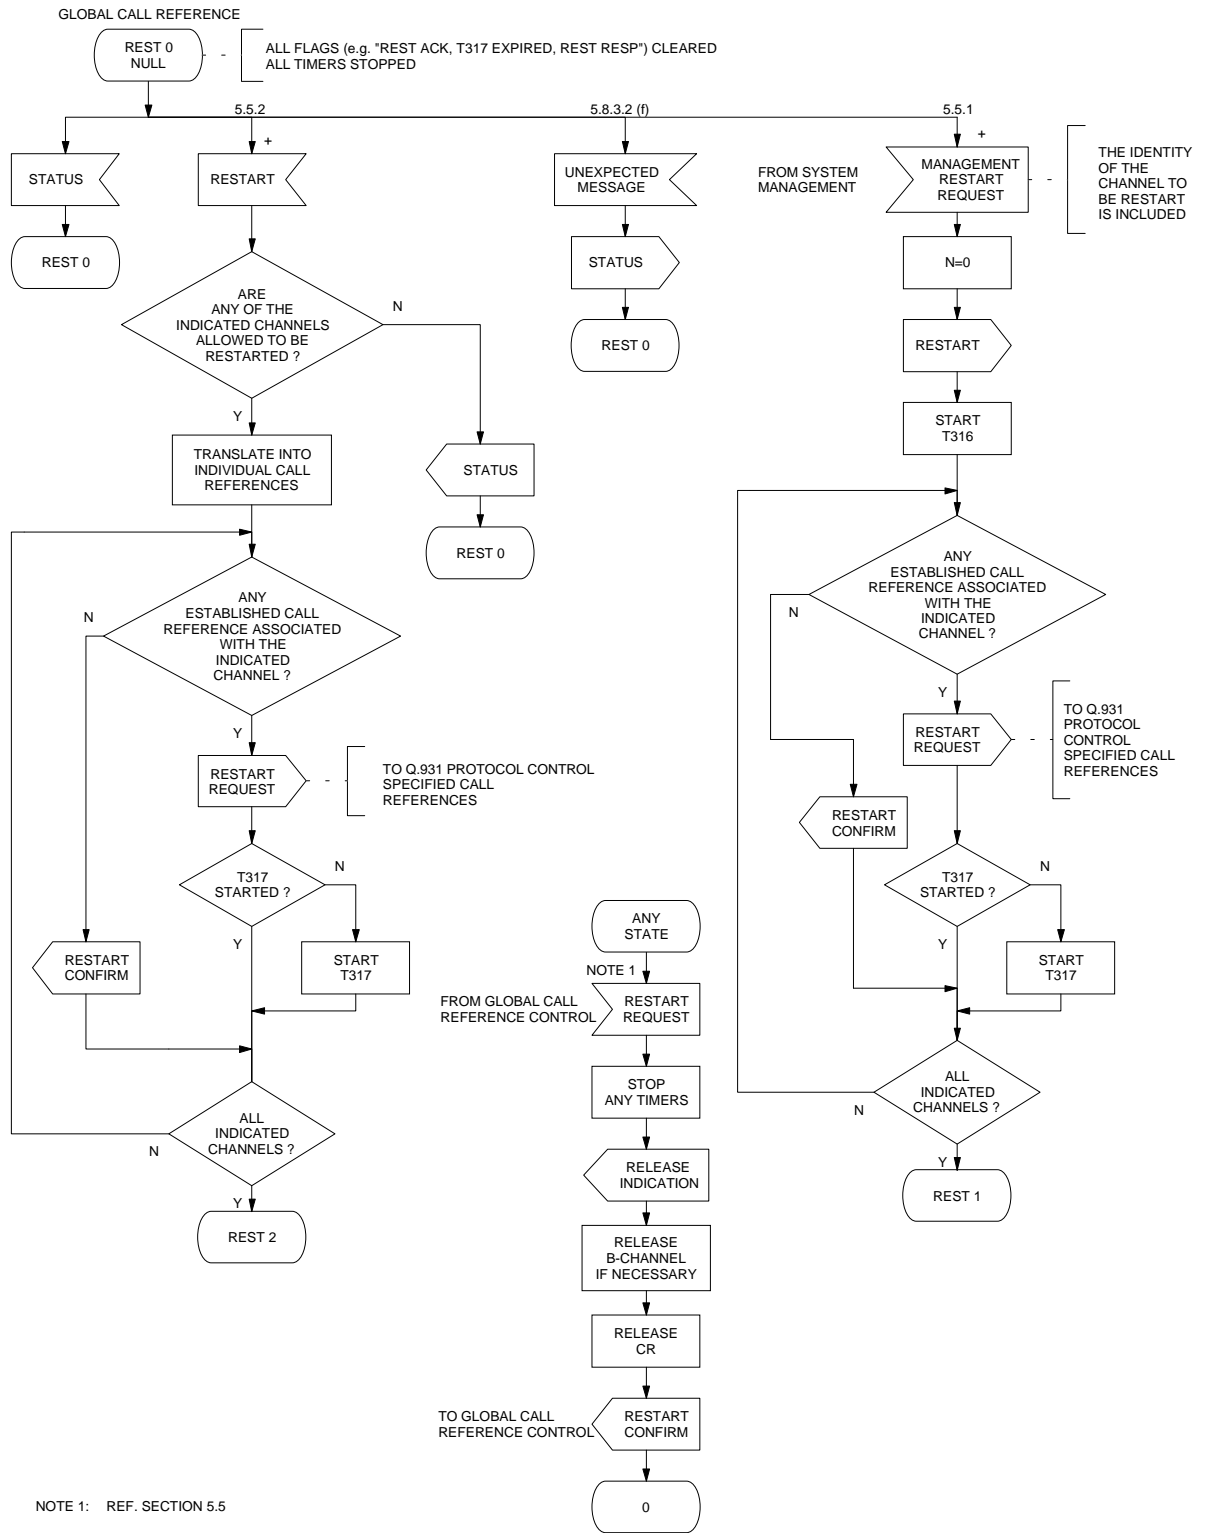 GLOBAL CALL REFERENCE
REST 0
NULL
ALL FLAGS (e.g. "REST ACK, T317 EXPIRED, REST RESP") CLEARED
ALL TIMERS STOPPED
5.5.2
5.8.3.2 (f)
5.5.1
+
+
STATUS
RESTART
UNEXPECTED
MESSAGE
FROM SYSTEM
MANAGEMENT
MANAGEMENT
RESTART
REQUEST
THE IDENTITY
OF THE
CHANNEL TO
BE RESTART
IS INCLUDED
REST 0
STATUS
N=0
ARE
ANY OF THE
INDICATED CHANNELS
ALLOWED TO BE
RESTARTED ?
N
Y
REST 0
RESTART
START
T316
TRANSLATE INTO
INDIVIDUAL CALL
REFERENCES
STATUS
REST 0
ANY
ESTABLISHED CALL
REFERENCE ASSOCIATED
WITH THE
INDICATED
CHANNEL ?
N
Y
ANY
ESTABLISHED CALL
REFERENCE ASSOCIATED
WITH THE
INDICATED
CHANNEL ?
N
Y
RESTART
REQUEST
TO Q.931
PROTOCOL
CONTROL
SPECIFIED CALL
REFERENCES
RESTART
REQUEST
TO Q.931 PROTOCOL CONTROL
SPECIFIED CALL
REFERENCES
RESTART
CONFIRM
T317
STARTED ?
N
Y
T317
STARTED ?
N
Y
RESTART
CONFIRM
START
T317
ANY
STATE
NOTE 1
START
T317
FROM GLOBAL CALL
REFERENCE CONTROL
RESTART
REQUEST
STOP
ANY TIMERS
ALL
INDICATED
CHANNELS ?
N
Y
ALL
INDICATED
CHANNELS ?
N
Y
RELEASE
INDICATION
REST 1
REST 2
RELEASE
B-CHANNEL
IF NECESSARY
RELEASE
CR
TO GLOBAL CALL
REFERENCE CONTROL
RESTART
CONFIRM
0
NOTE 1: REF. SECTION 5.5